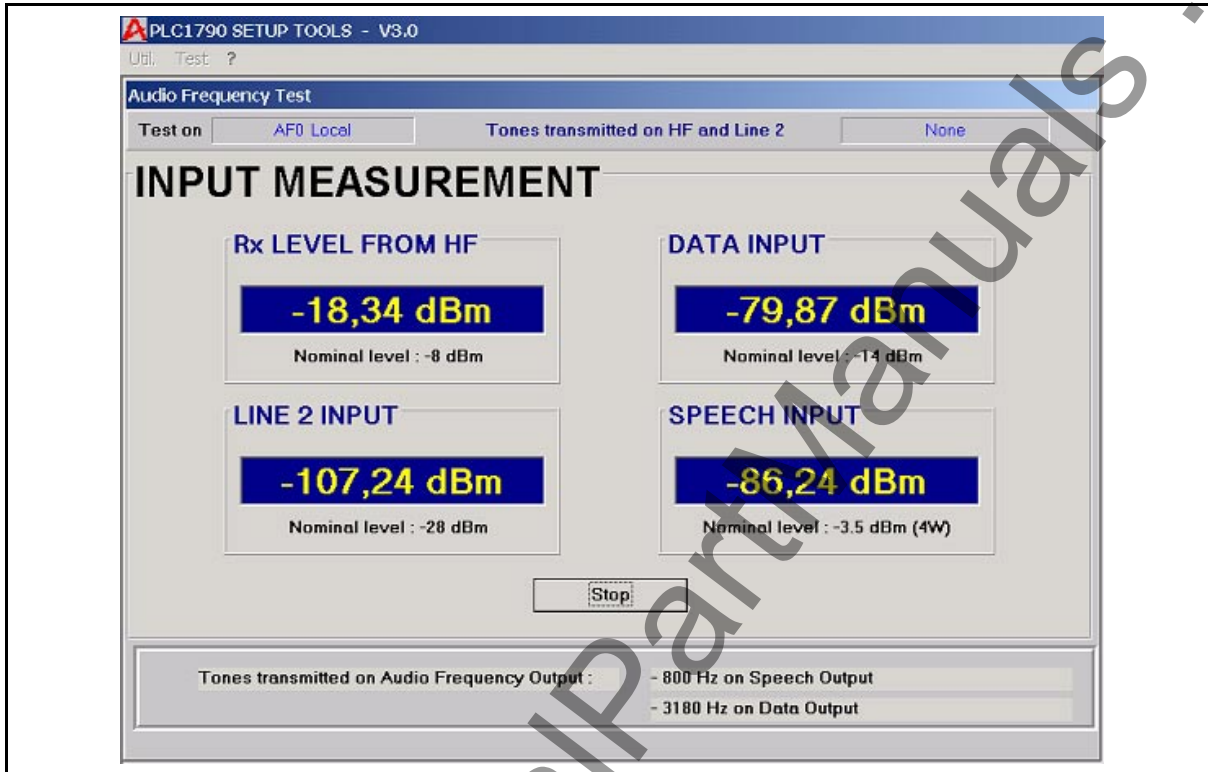 PLC1790 SETUP TOOLS - V3.0
Util. Test ?
Audio Frequency Test
Test on AF0 Local Tones transmitted on HF and Line 2 None
INPUT MEASUREMENT
Rx LEVEL FROM HF
-18,34 dBm
Nominal level : -8 dBm
DATA INPUT
-79,87 dBm
Nominal level : -14 dBm
LINE 2 INPUT
-107,24 dBm
Nominal level : -28 dBm
SPEECH INPUT
-86,24 dBm
Nominal level : -3.5 dBm (4W)
Stop
Tones transmitted on Audio Frequency Output : - 800 Hz on Speech Output
- 3180 Hz on Data Output
lPartManuals